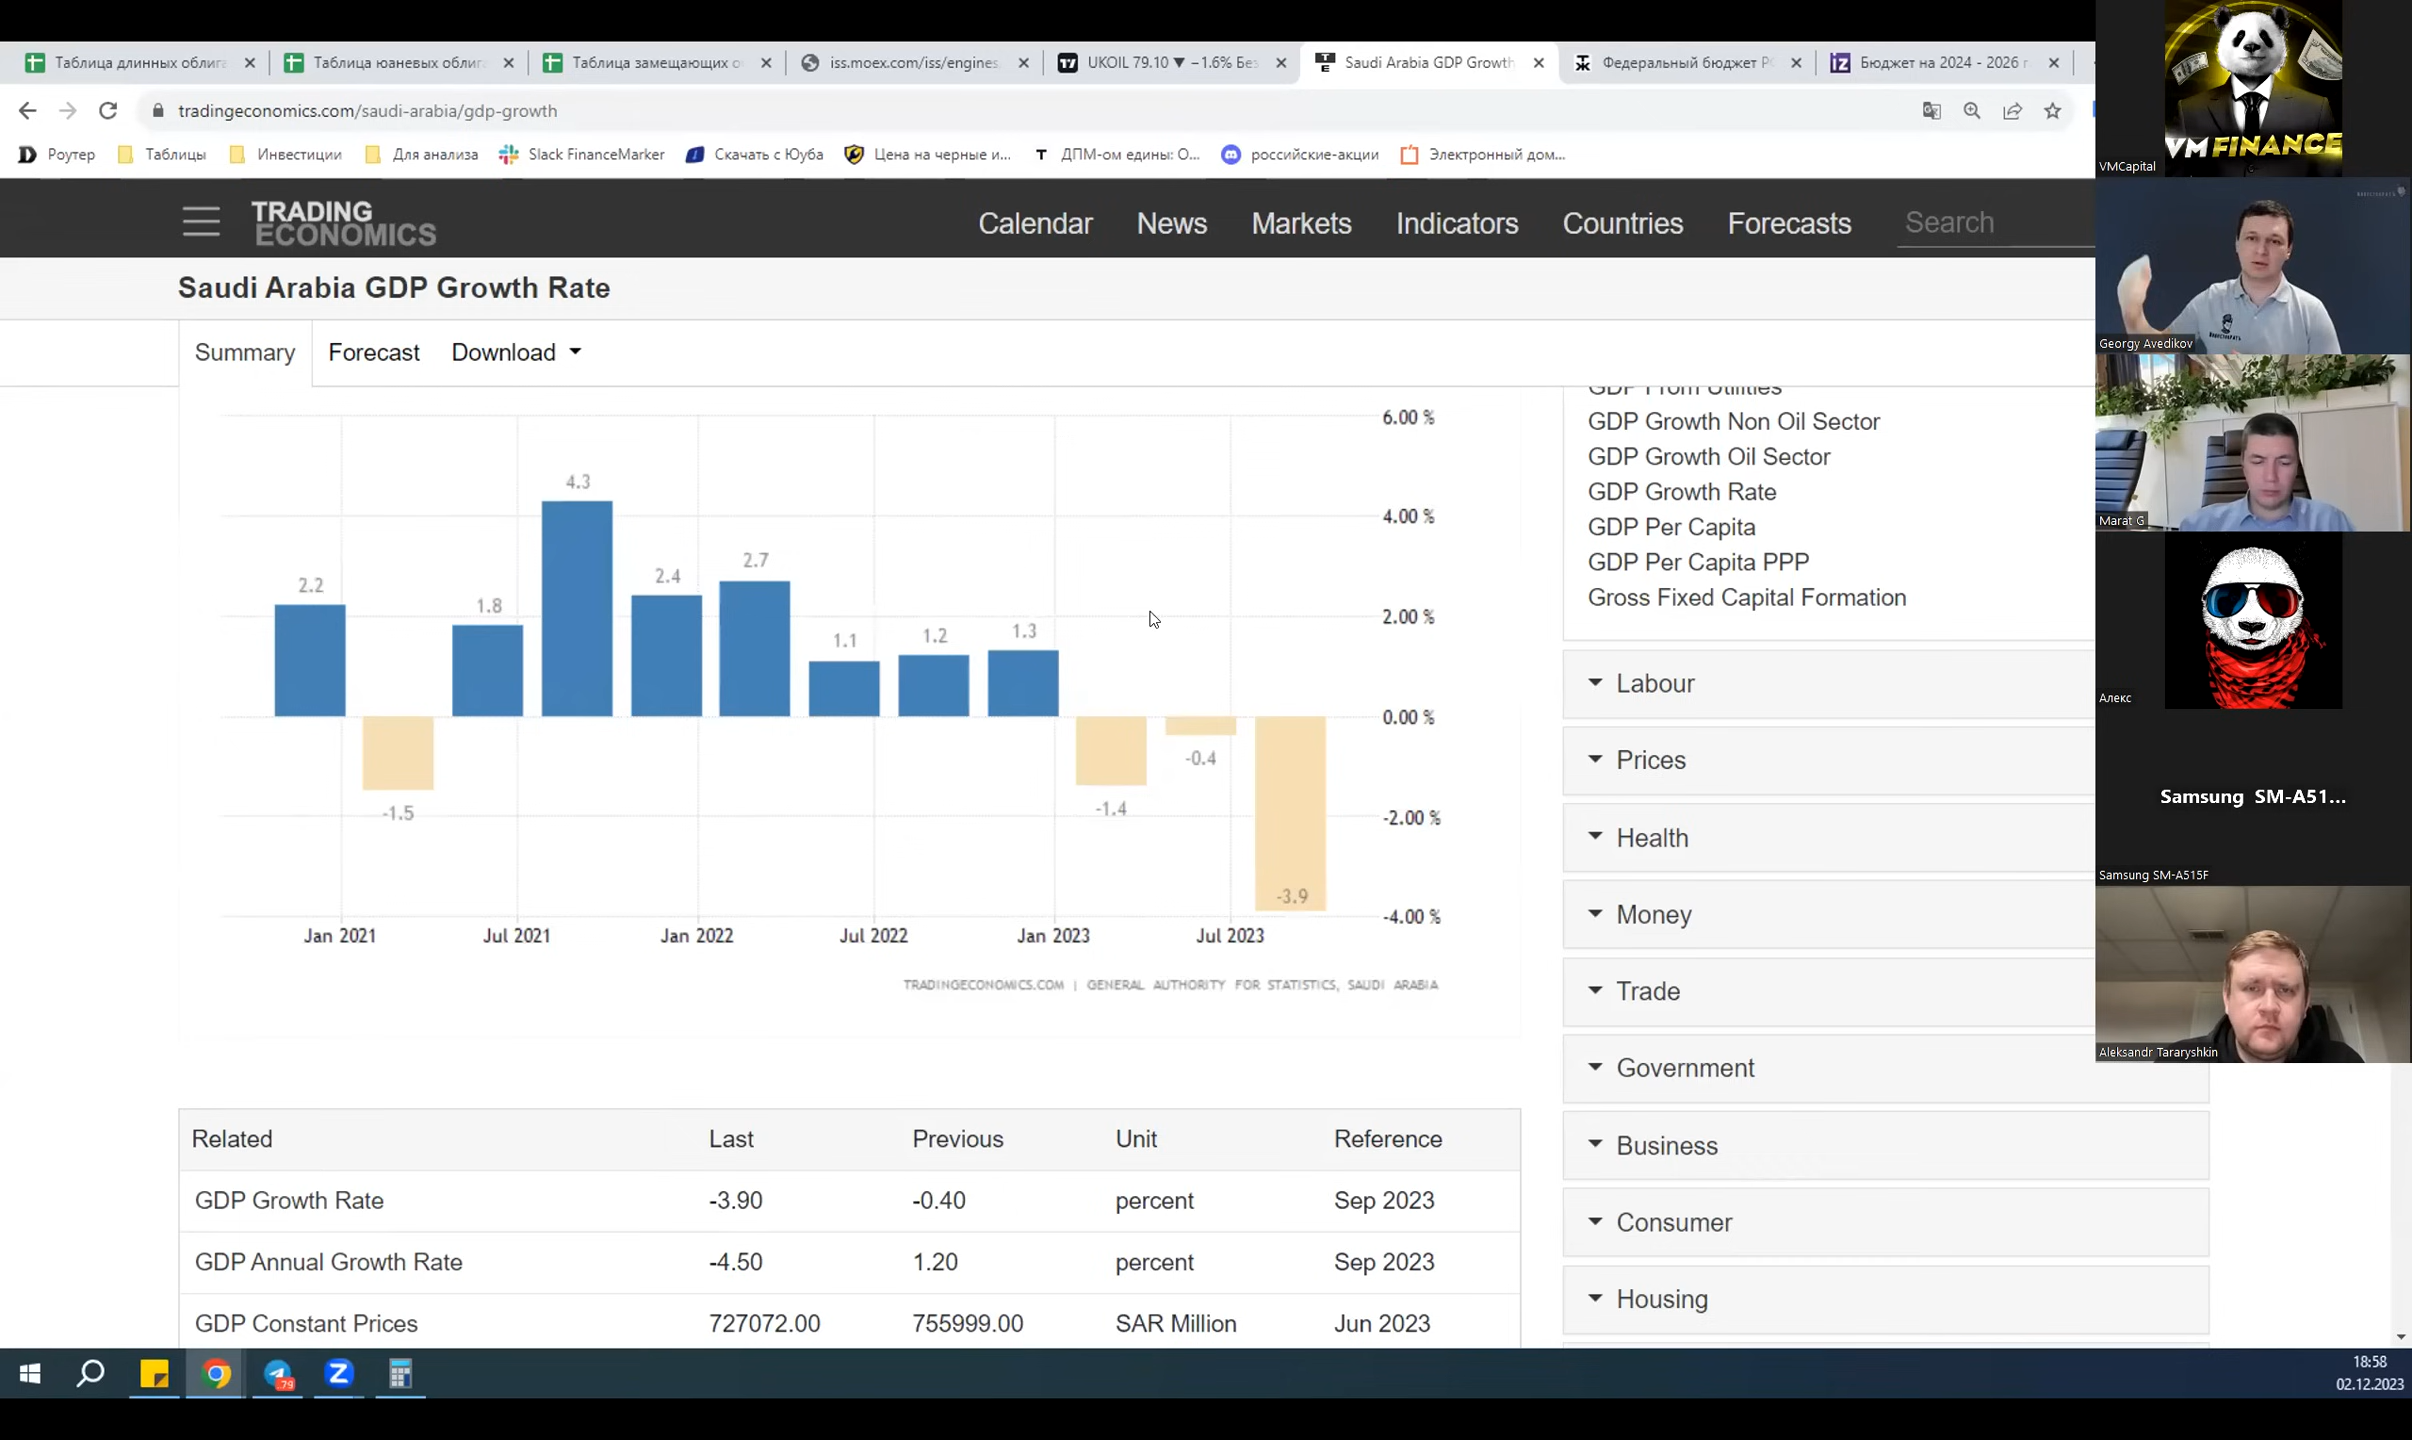 Таблица длинных облига
Таблица юаневых облиг
Таблица замещающих о
iss.moex.com/iss/engines
UKOIL 79.10 ▼ −1.6% Без
Saudi Arabia GDP Growth
Федеральный бюджет Р
Бюджет на 2024 - 2026 г
tradingeconomics.com/saudi-arabia/gdp-growth
Роутер
Таблицы
Инвестиции
Для анализа
Slack FinanceMarker
Скачать с Юуба
Цена на черные и...
ДПМ-ом едины: О...
российские-акции
Электронный дом...
TRADING
ECONOMICS
Calendar
News
Markets
Indicators
Countries
Forecasts
Search
Saudi Arabia GDP Growth Rate
Summary
Forecast
Download
6.00 %
4.00 %
2.00 %
0.00 %
-2.00 %
-4.00 %
2.2
-1.5
1.8
4.3
2.4
2.7
1.1
1.2
1.3
-1.4
-0.4
-3.9
Jan 2021
Jul 2021
Jan 2022
Jul 2022
Jan 2023
Jul 2023
TRADINGECONOMICS.COM | GENERAL AUTHORITY FOR STATISTICS, SAUDI ARABIA
Related Last Previous Unit Reference
GDP Growth Rate -3.90 -0.40 percent Sep 2023
GDP Annual Growth Rate -4.50 1.20 percent Sep 2023
GDP Constant Prices 727072.00 755999.00 SAR Million Jun 2023
GDP From Utilities
GDP Growth Non Oil Sector
GDP Growth Oil Sector
GDP Growth Rate
GDP Per Capita
GDP Per Capita PPP
Gross Fixed Capital Formation
Labour
Prices
Health
Money
Trade
Government
Business
Consumer
Housing
VM FINANCE
VMCapital
Georgy Avedikov
Marat G
Алекс
Samsung SM-A51...
Samsung SM-A515F
Aleksandr Tararyshkin
79
18:58
02.12.2023